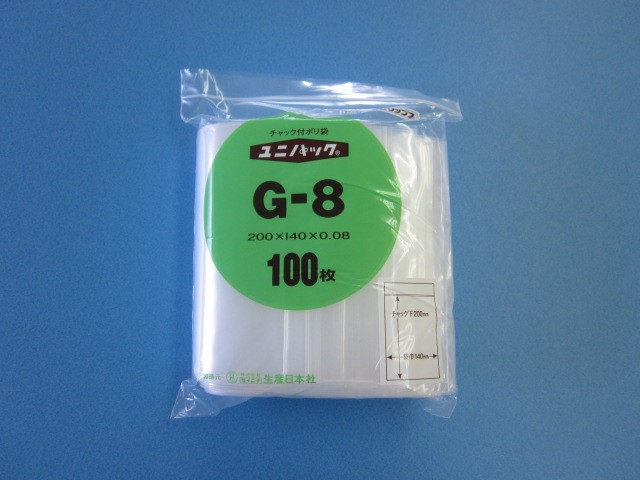 チャック付ポリ袋
ユニパック®
G-8
200×140×0.08
100枚
チャック下200mm
袋巾140mm
生産日本社